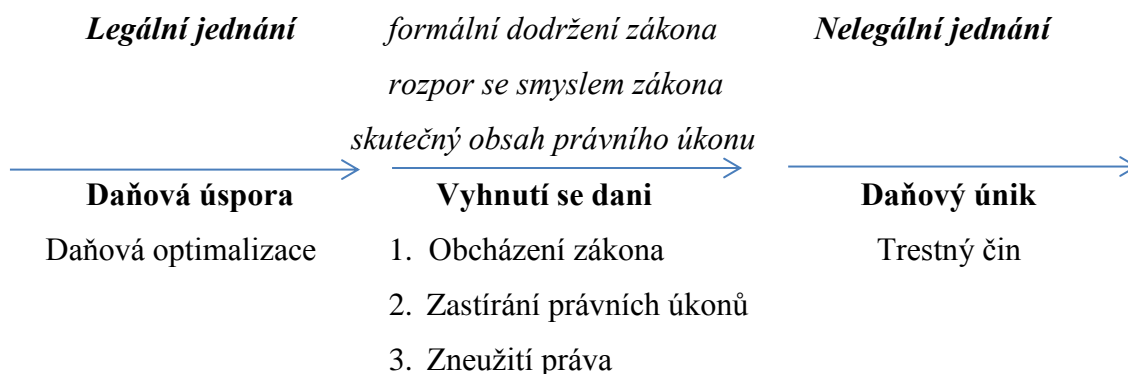 Legální jednání formální dodržení zákona Nelegální jednání
rozpor se smyslem zákona
skutečný obsah právního úkonu
Daňová úspora Vyhnutí se dani Daňový únik
Daňová optimalizace 1. Obcházení zákona Trestný čin
2. Zastírání právních úkonů
3. Zneužití práva